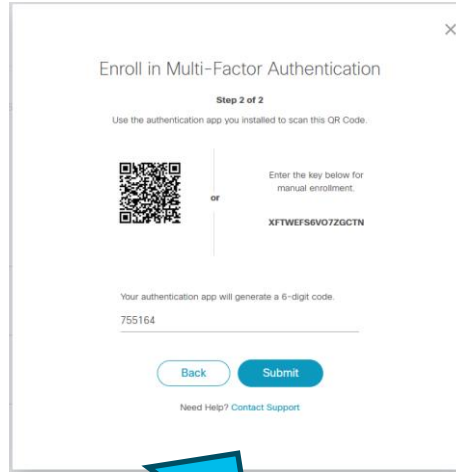 Enroll in Multi-Factor Authentication
Step 2 of 2
Use the authentication app you installed to scan this QR Code.
or
Enter the key below for
manual enrollment.
XFTWEFS6VO7ZGCTN
Your authentication app will generate a 6-digit code.
755164
Back
Submit
Need Help? Contact Support